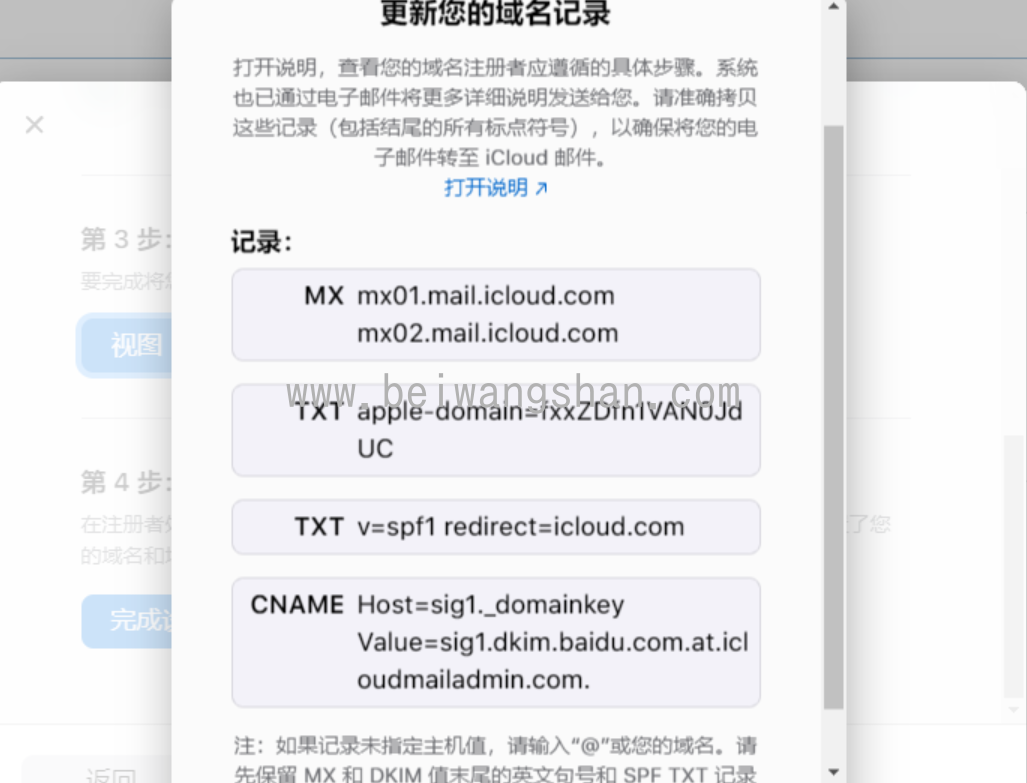 更新您的域名记录
打开说明，查看您的域名注册者应遵循的具体步骤。系统
也已通过电子邮件将更多详细说明发送给您。请准确拷贝
这些记录（包括结尾的所有标点符号），以确保将您的电
子邮件转至 iCloud 邮件。
打开说明 ↗
第 3 步:
要完成将
视图
记录：
MX mx01.mail.icloud.com
mx02.mail.icloud.com
www.beiwangshan.com
TXT apple-domain=fxxZDfn1VAN0Jd
UC
第 4 步:
在注册者
了您
的域名和
完成
TXT v=spf1 redirect=icloud.com
CNAME Host=sig1._domainkey
Value=sig1.dkim.baidu.com.at.icl
oudmailadmin.com.
注：如果记录未指定主机值，请输入“@”或您的域名。请
先保留 MX 和 DKIM 值末尾的英文句号和 SPF TXT 记录
返回